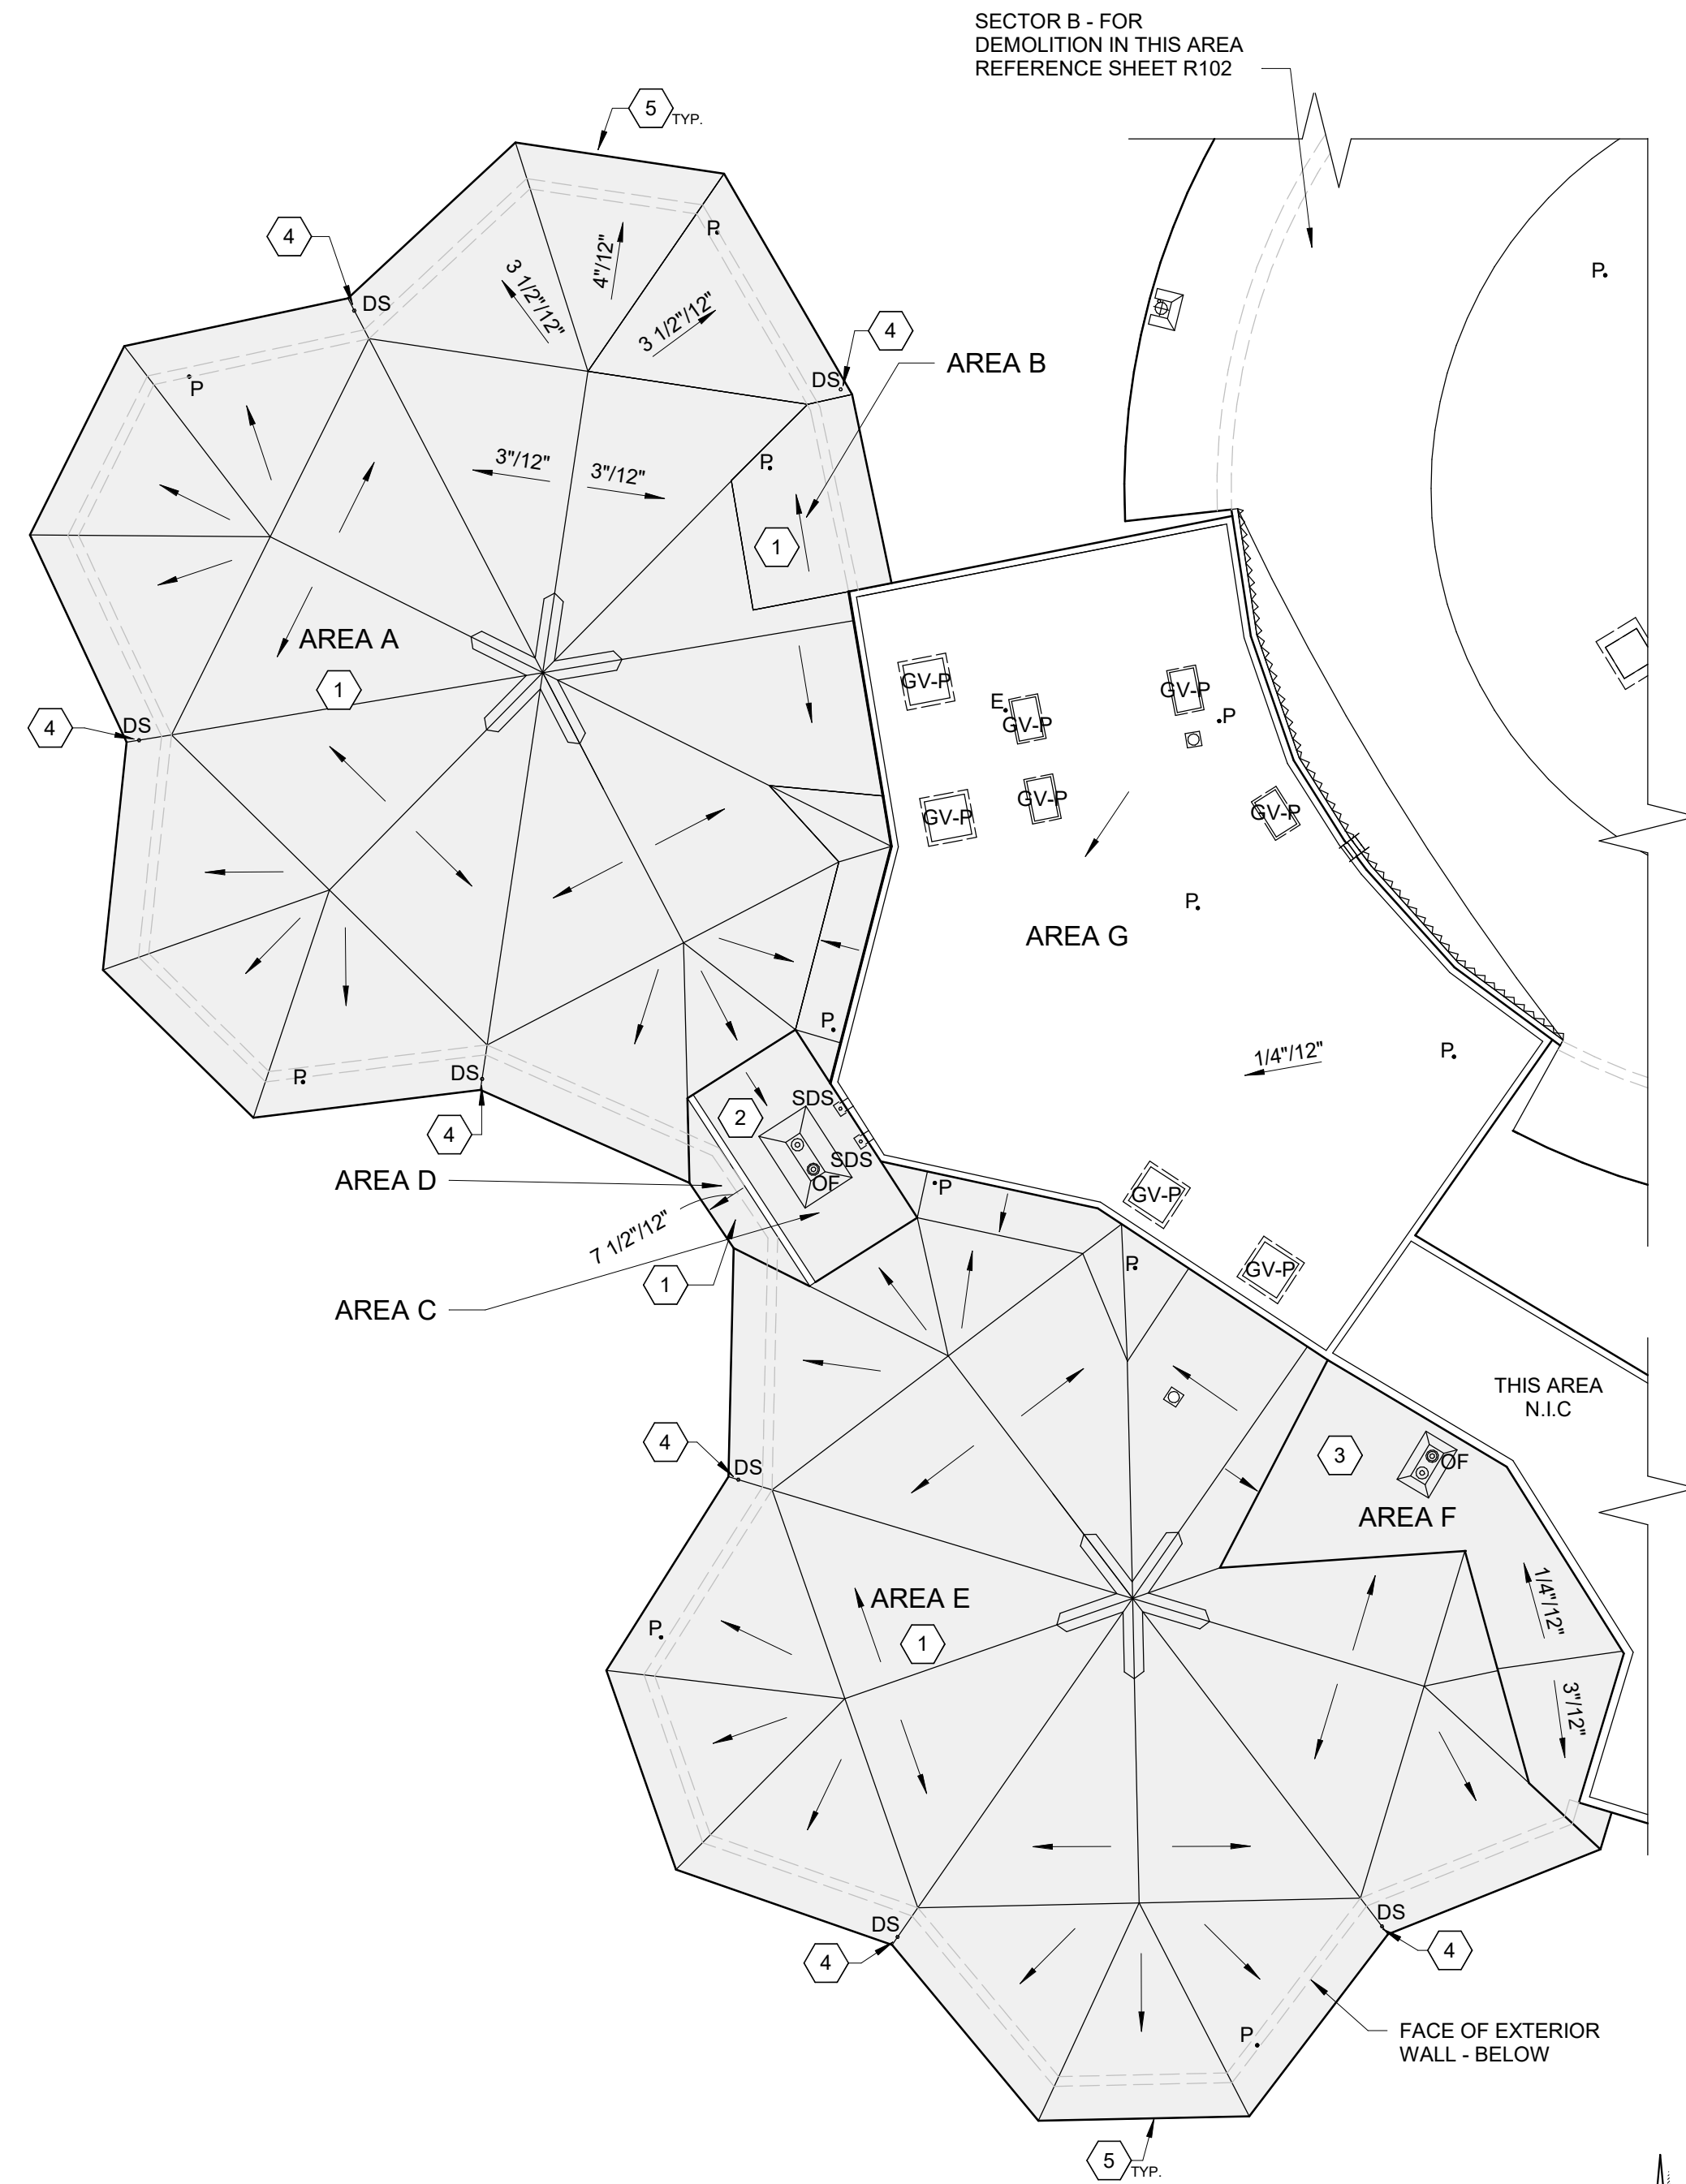 SECTOR B - FOR
DEMOLITION IN THIS AREA
REFERENCE SHEET R102
5
TYP.
4
DS
P
4"/12"
3 1/2"/12"
3 1/2"/12"
4
DS
AREA B
P
P
3"/12"
3"/12"
P
1
P
AREA A
1
4
DS
GV-P
E
GV-P
GV-P
P
GV-P
GV-P
GV-P
P
AREA G
P
P
1/4"/12"
P
DS
4
2
SDS
SDS
OF
AREA D
7 1/2"/12"
1
AREA C
P
GV-P
P
GV-P
THIS AREA
N.I.C
4
DS
3
OF
AREA F
AREA E
1
P
1/4"/12"
3"/12"
DS
4
DS
4
P
FACE OF EXTERIOR
WALL - BELOW
5
TYP.